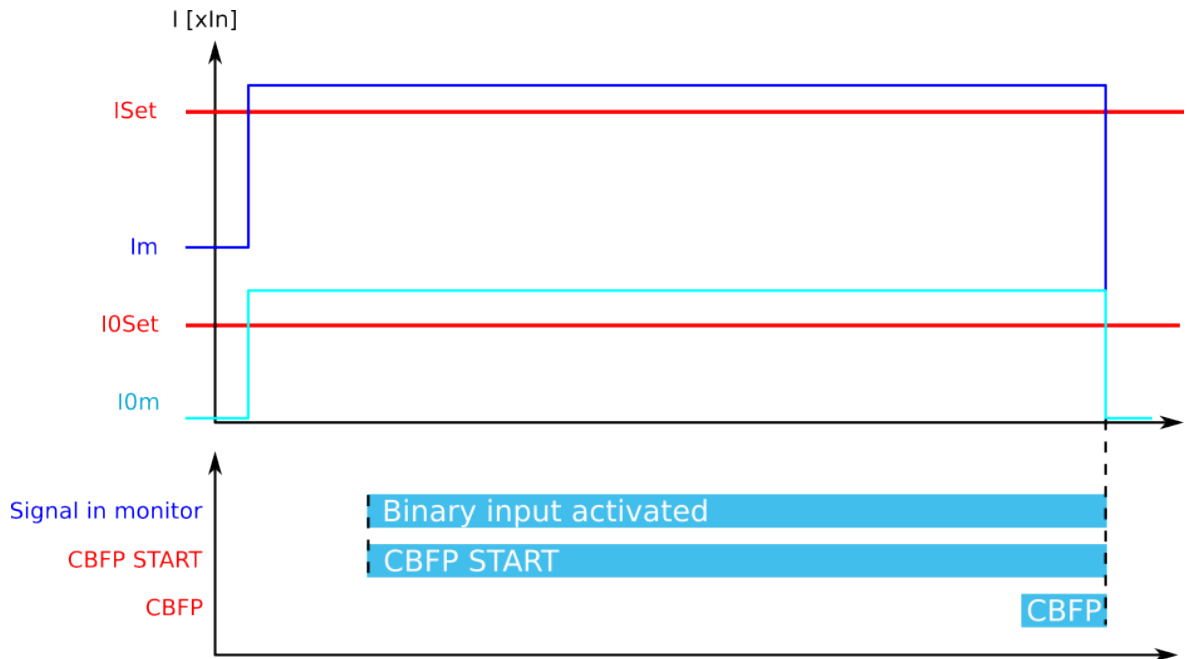 I [xIn]
ISet
Im
I0Set
I0m
Signal in monitor
Binary input activated
CBFP START
CBFP START
CBFP
CBFP